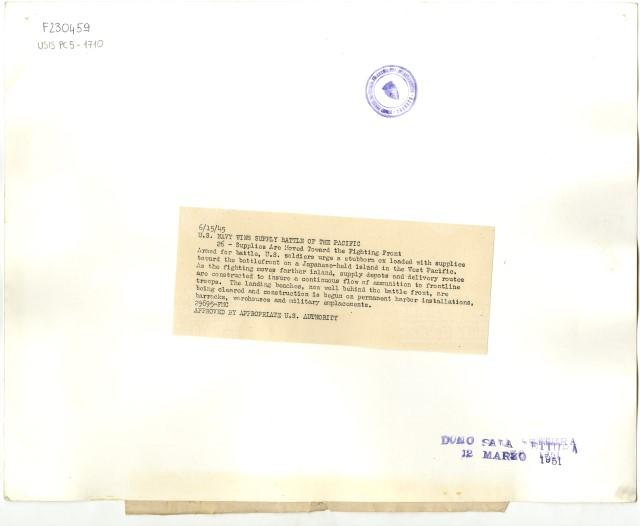 F230459
USIS PC5-1710
6/15/45
U.S. NAVY WINS SUPPLY BATTLE OF THE PACIFIC
26 - Supplies Are Moved Toward the Fighting Front
Armed for battle, U.S. soldiers urge a stubborn ox loaded with supplies
toward the battlefront on a Japanese-held island in the West Pacific.
As the fighting moves farther inland, supply depots and delivery routes
are constructed to insure a continuous flow of ammunition to frontline
troops. The landing beaches, now well behind the battle front, are
being cleared and construction is begun on permanent harbor installations,
barracks, warehouses and military emplacements.
29695-FMC
APPROVED BY APPROPRIATE U.S. AUTHORITY
DONO SALA LETTURA
12 MARZO 1951